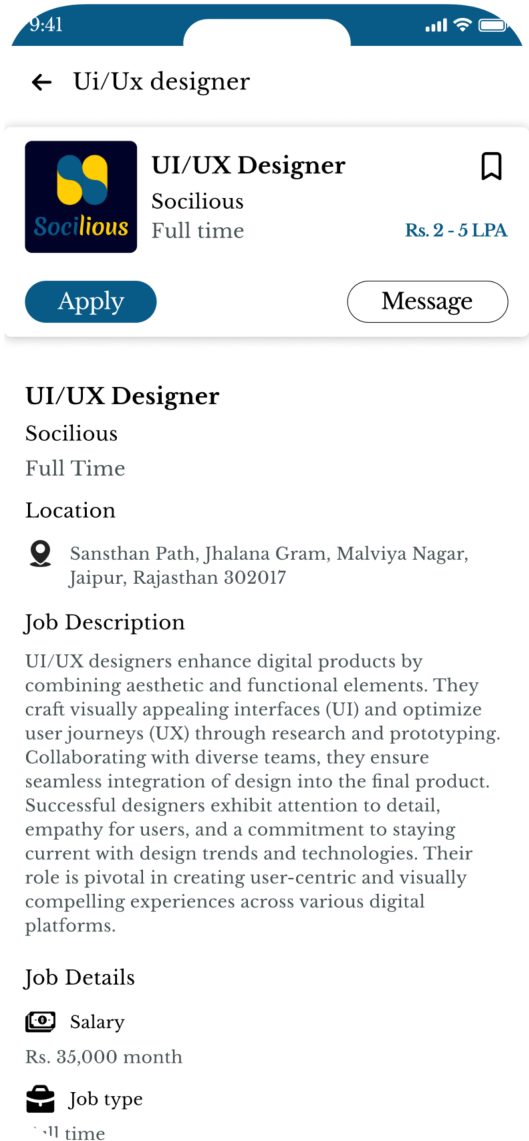 9:41
Ui/Ux designer
UI/UX Designer
Socilious
Socilious
Full time
Rs. 2 - 5 LPA
Apply
Message
UI/UX Designer
Socilious
Full Time
Location
Sansthan Path, Jhalana Gram, Malviya Nagar,
Jaipur, Rajasthan 302017
Job Description
UI/UX designers enhance digital products by
combining aesthetic and functional elements. They
craft visually appealing interfaces (UI) and optimize
user journeys (UX) through research and prototyping.
Collaborating with diverse teams, they ensure
seamless integration of design into the final product.
Successful designers exhibit attention to detail,
empathy for users, and a commitment to staying
current with design trends and technologies. Their
role is pivotal in creating user-centric and visually
compelling experiences across various digital
platforms.
Job Details
Salary
Rs. 35,000 month
Job type
time